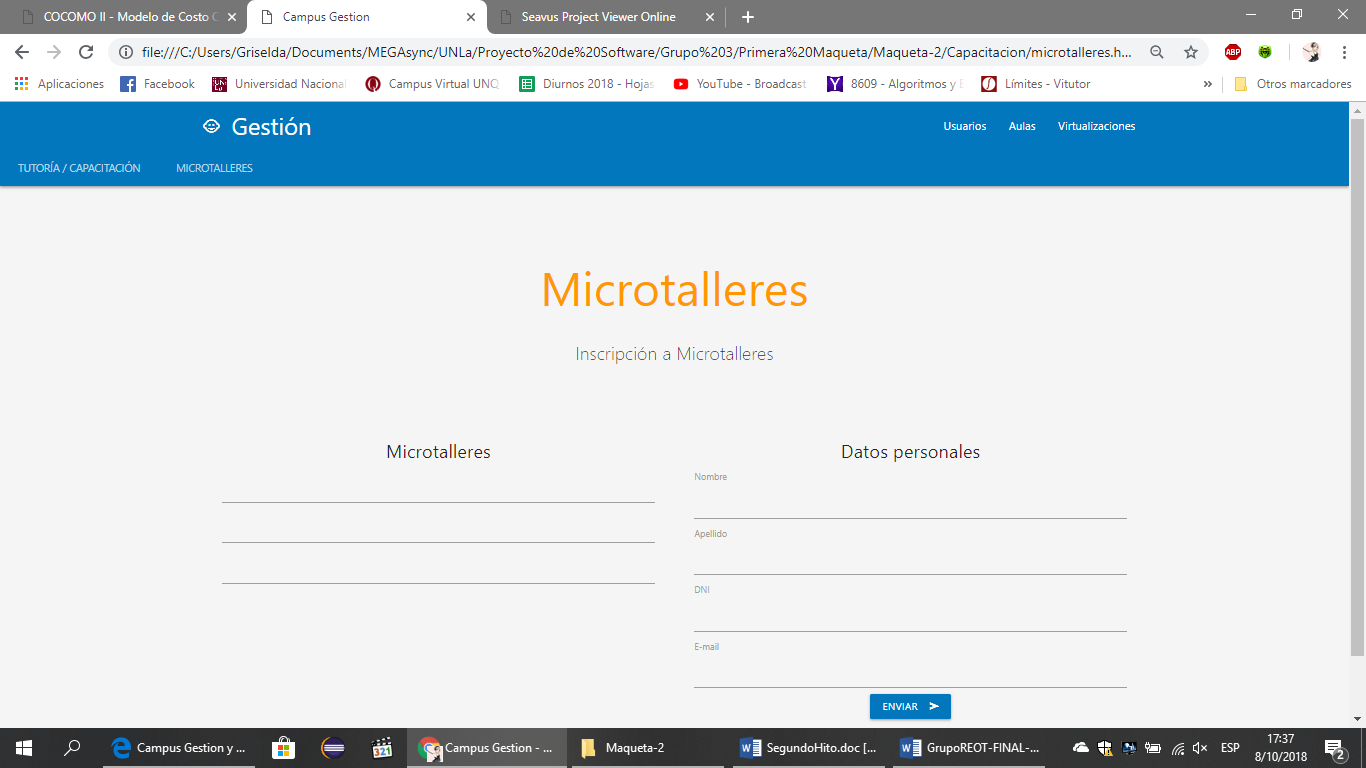 COCOMO II - Modelo de Costo C
Campus Gestion
Seavus Project Viewer Online
file:///C:/Users/Griselda/Documents/MEGAsync/UNLa/Proyecto%20de%20Software/Grupo%203/Primera%20Maqueta/Maqueta-2/Capacitacion/microtalleres.h...
ABP
Aplicaciones
Facebook
Universidad Nacional
Campus Virtual UNQ
Diurnos 2018 - Hojas
YouTube - Broadcast
8609 - Algoritmos y E
Límites - Vitutor
»
Otros marcadores
Gestión
Usuarios
Aulas
Virtualizaciones
TUTORÍA / CAPACITACIÓN
MICROTALLERES
Microtalleres
Inscripción a Microtalleres
Microtalleres
Datos personales
Nombre
Apellido
DNI
E-mail
ENVIAR
Campus Gestion y ...
321
Campus Gestion - ...
Maqueta-2
SegundoHito.doc [...
GrupoREOT-FINAL-...
ESP
17:37
8/10/2018
2